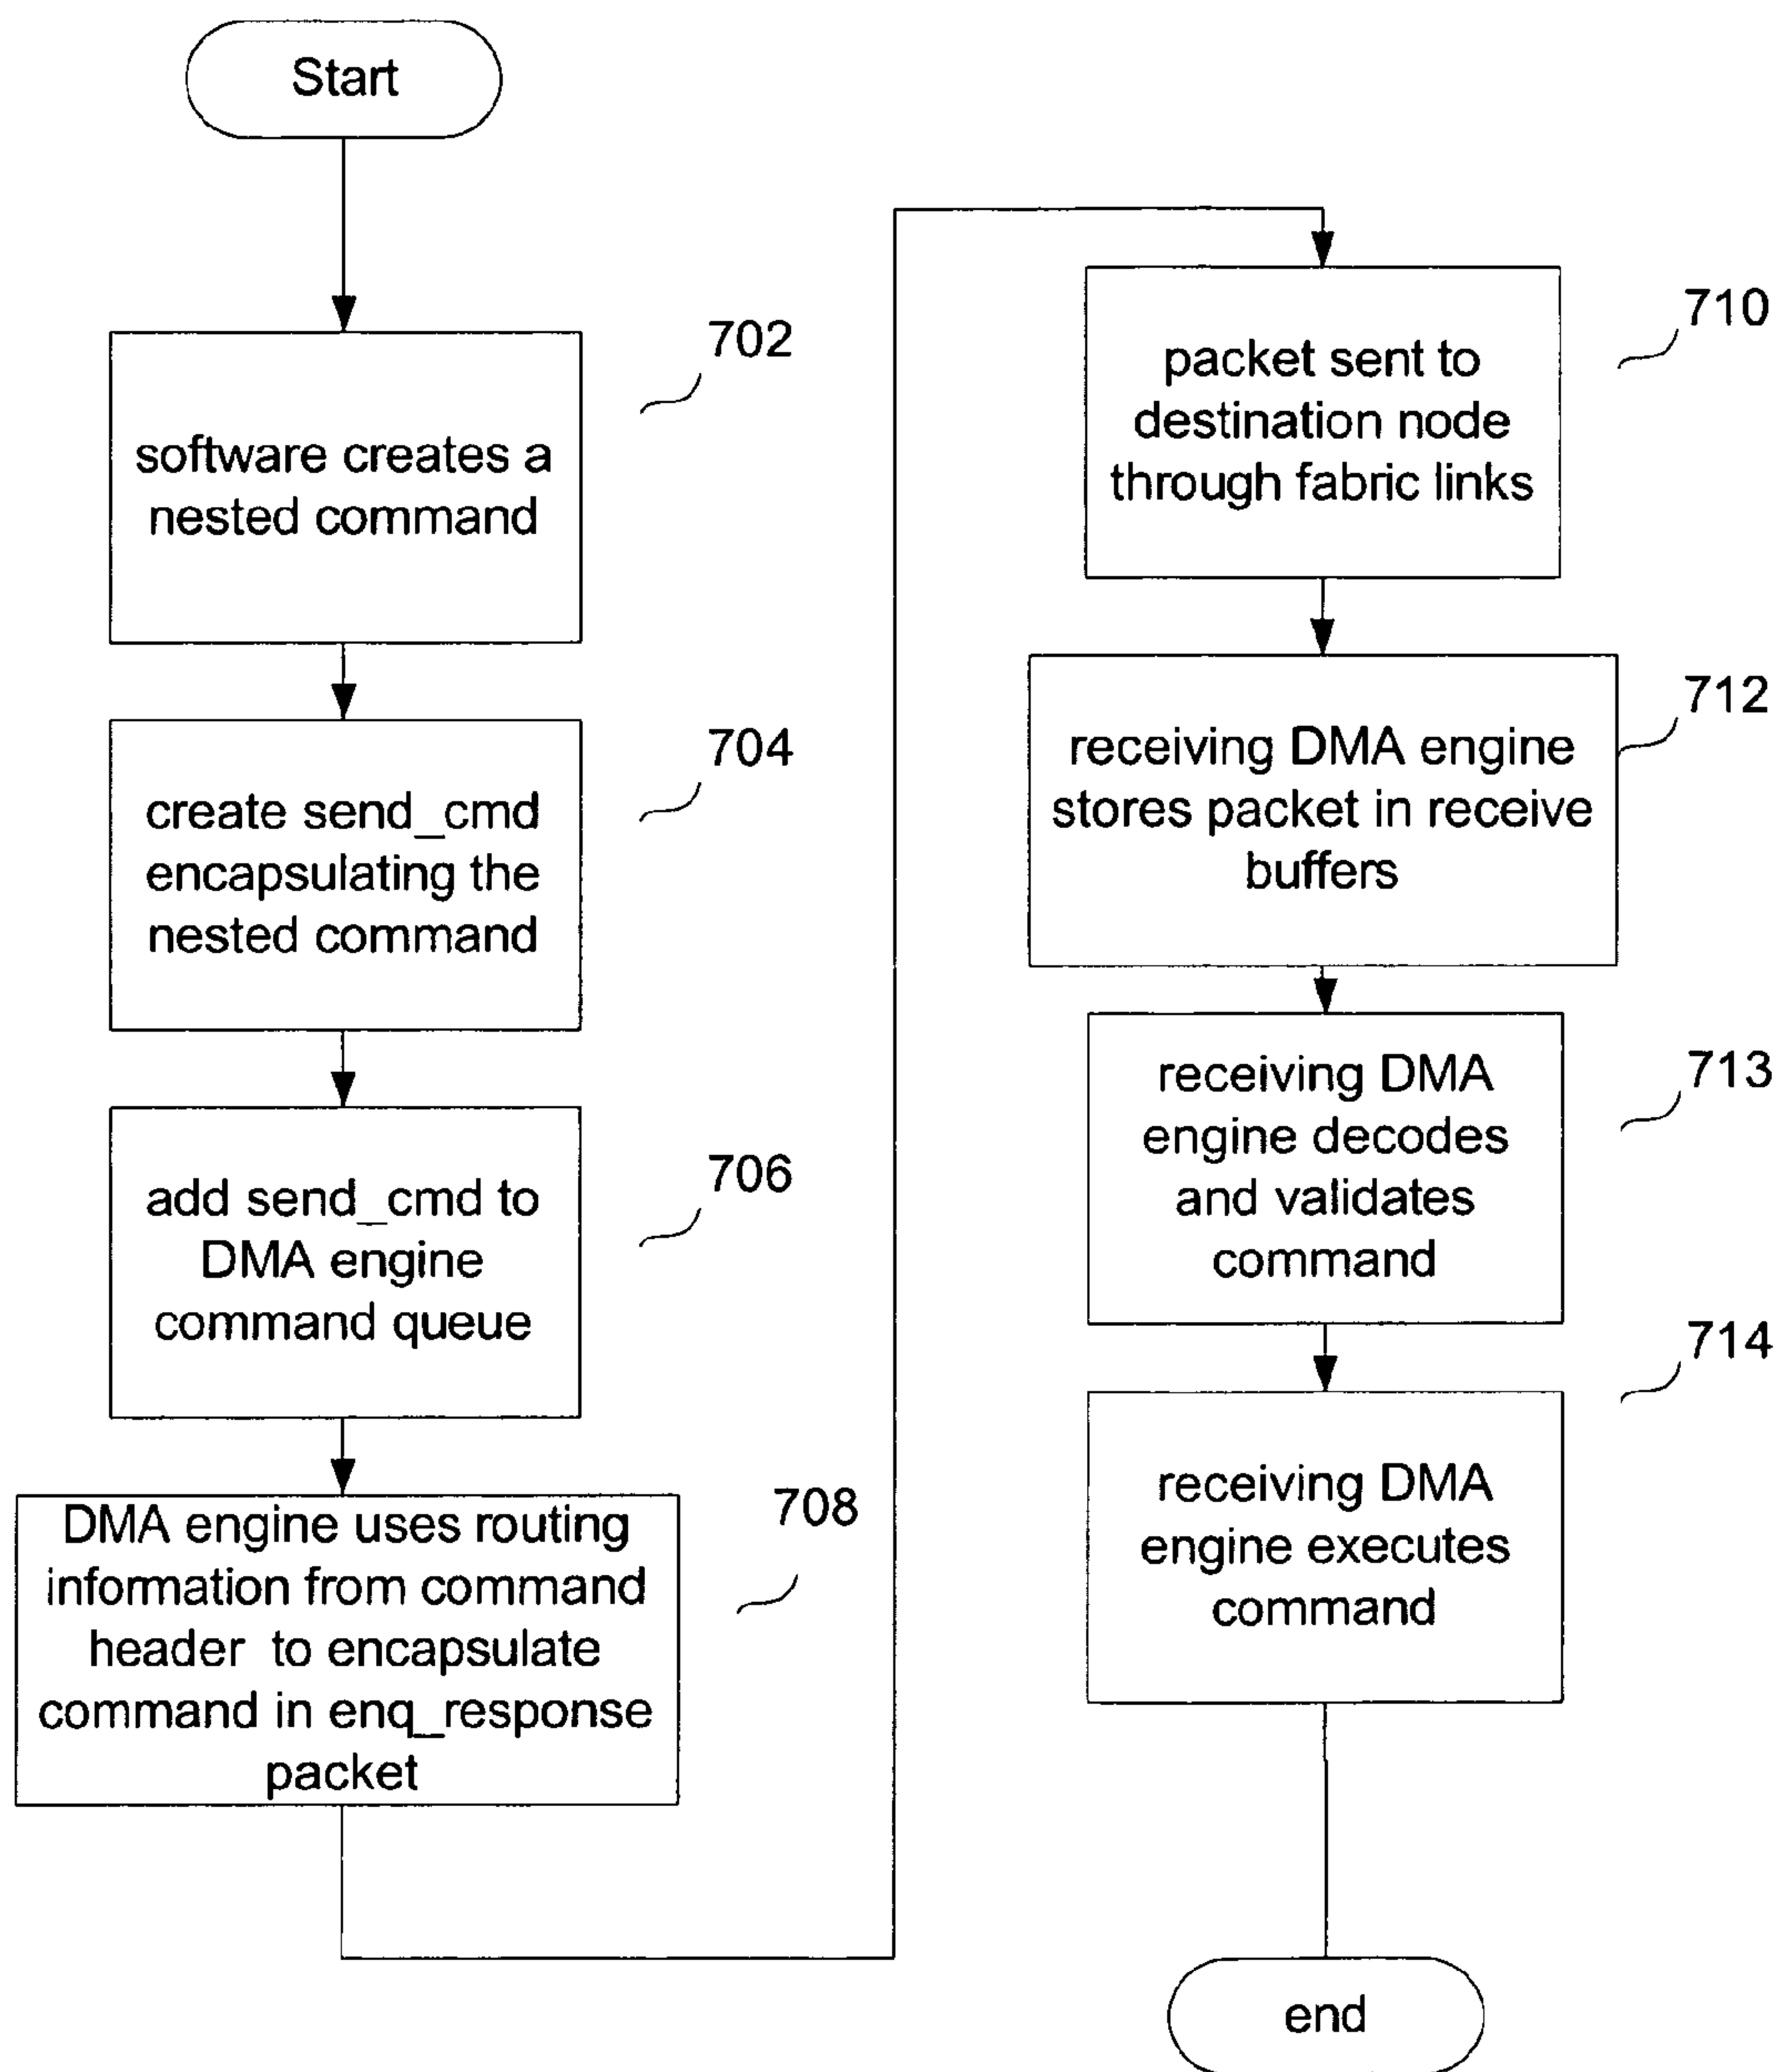 Start
702
software creates a
nested command
704
create send_cmd
encapsulating the
nested command
706
add send_cmd to
DMA engine
command queue
708
DMA engine uses routing
information from command
header to encapsulate
command in enq_response
packet
710
packet sent to
destination node
through fabric links
712
receiving DMA engine
stores packet in receive
buffers
713
receiving DMA
engine decodes
and validates
command
714
receiving DMA
engine executes
command
end